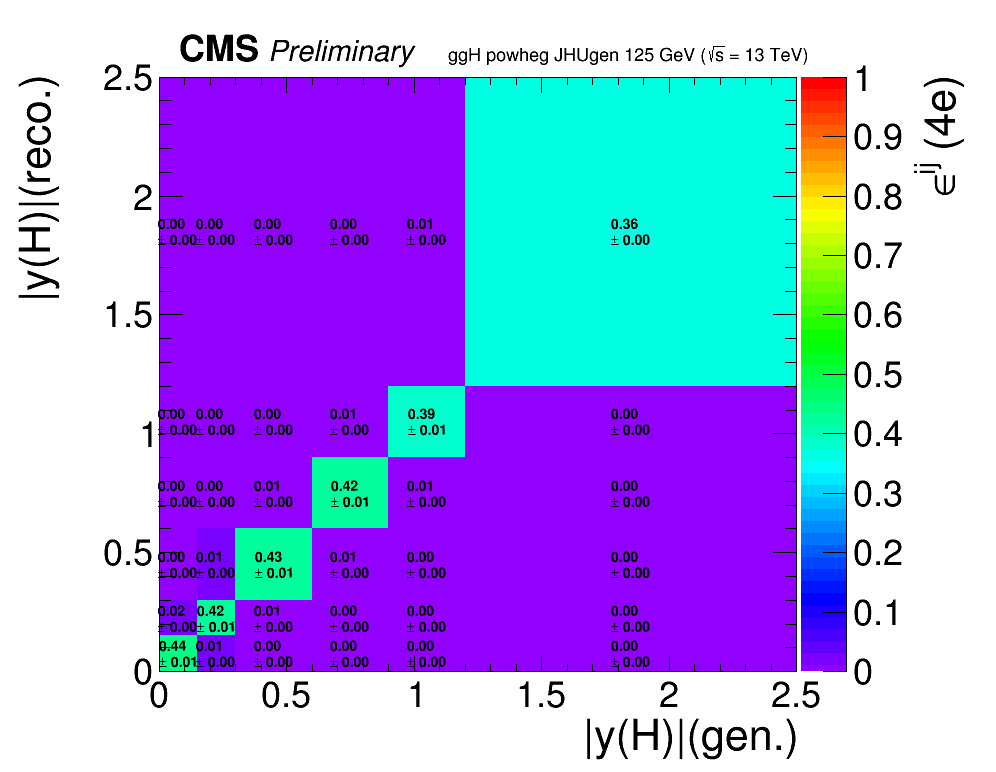 CMS Preliminary ggH powheg JHUgen 125 GeV (√s = 13 TeV)
|y(H)|(reco.)
2.5
2
1.5
1
0.5
0
0.00 0.00 0.00 0.00 0.01 0.36
± 0.00 ± 0.00 ± 0.00 ± 0.00 ± 0.00 ± 0.00
0.00 0.00 0.00 0.01 0.39 0.00
± 0.00 ± 0.00 ± 0.00 ± 0.00 ± 0.01 ± 0.00
0.00 0.00 0.01 0.42 0.01 0.00
± 0.00 ± 0.00 ± 0.00 ± 0.01 ± 0.00 ± 0.00
0.00 0.01 0.43 0.01 0.00 0.00
± 0.00 ± 0.00 ± 0.01 ± 0.00 ± 0.00 ± 0.00
0.02 0.42 0.01 0.00 0.00 0.00
± 0.00 ± 0.01 ± 0.00 ± 0.00 ± 0.00 ± 0.00
0.44 0.01 0.00 0.00 0.00 0.00
± 0.01 ± 0.00 ± 0.00 ± 0.00 ± 0.00 ± 0.00
0 0.5 1 1.5 2 2.5
|y(H)|(gen.)
1
0.9
0.8
0.7
0.6
0.5
0.4
0.3
0.2
0.1
0
∈ij (4e)